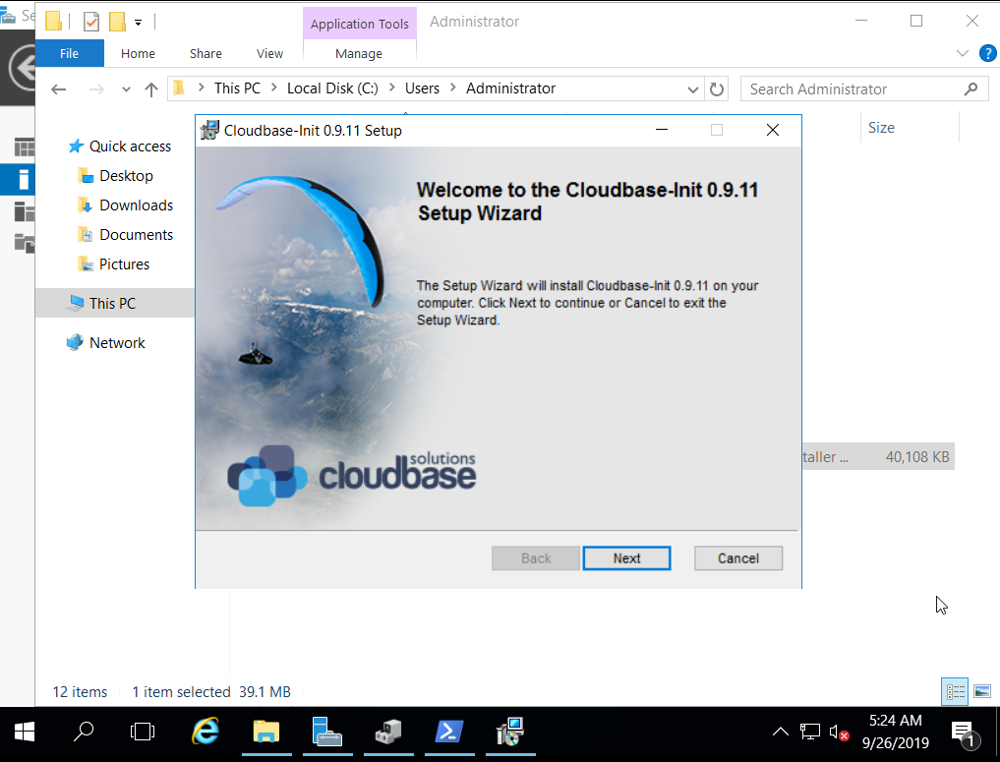 Se
Application Tools
Administrator
File
Home
Share
View
Manage
?
This PC
Local Disk (C:)
Users
Administrator
Search Administrator
Cloudbase-Init 0.9.11 Setup
Size
Quick access
Desktop
Downloads
Documents
Pictures
This PC
Network
Welcome to the Cloudbase-Init 0.9.11
Setup Wizard
The Setup Wizard will install Cloudbase-Init 0.9.11 on your
computer. Click Next to continue or Cancel to exit the
Setup Wizard.
taller ...
40,108 KB
solutions
cloudbase
Back
Next
Cancel
12 items
1 item selected 39.1 MB
5:24 AM
9/26/2019
1